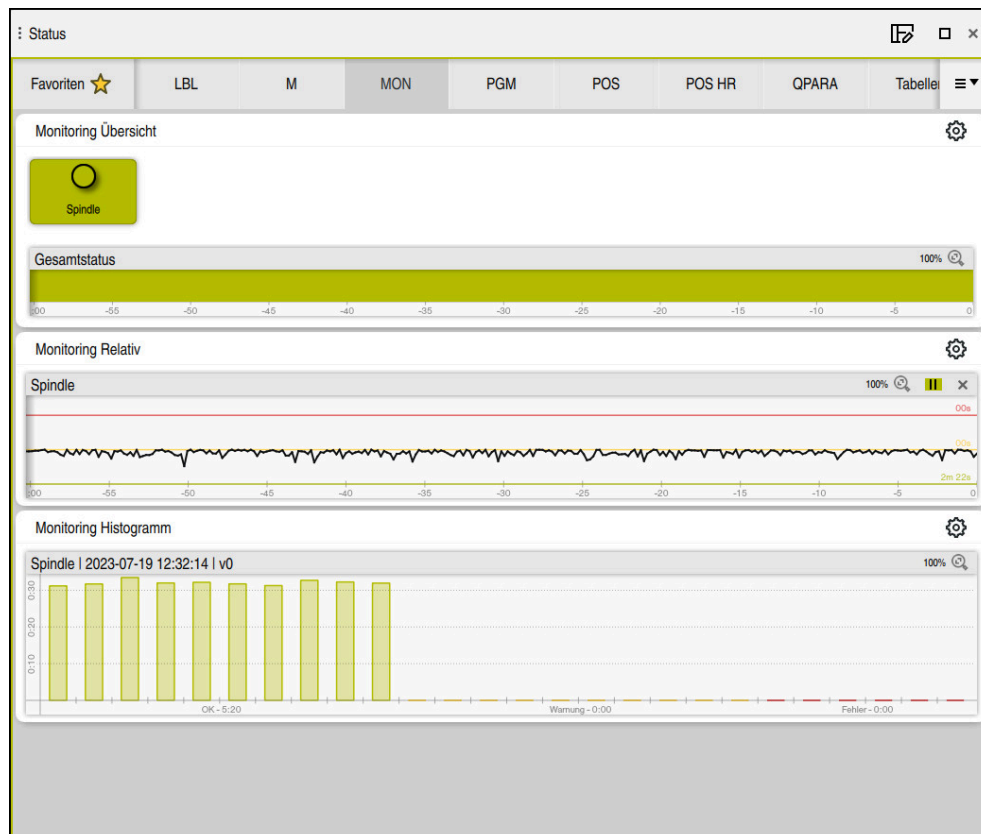 Status
Favoriten LBL M MON PGM POS POS HR QPARA Tabellen
Monitoring Übersicht
Spindle
Gesamtstatus 100%
:00 -55 -50 -45 -40 -35 -30 -25 -20 -15 -10 -5 0
Monitoring Relativ
Spindle 100%
00s
00s
2m 22s
:00 -55 -50 -45 -40 -35 -30 -25 -20 -15 -10 -5 0
Monitoring Histogramm
Spindle | 2023-07-19 12:32:14 | v0 100%
0:30
0:20
0:10
OK - 5:20 Warnung - 0:00 Fehler - 0:00